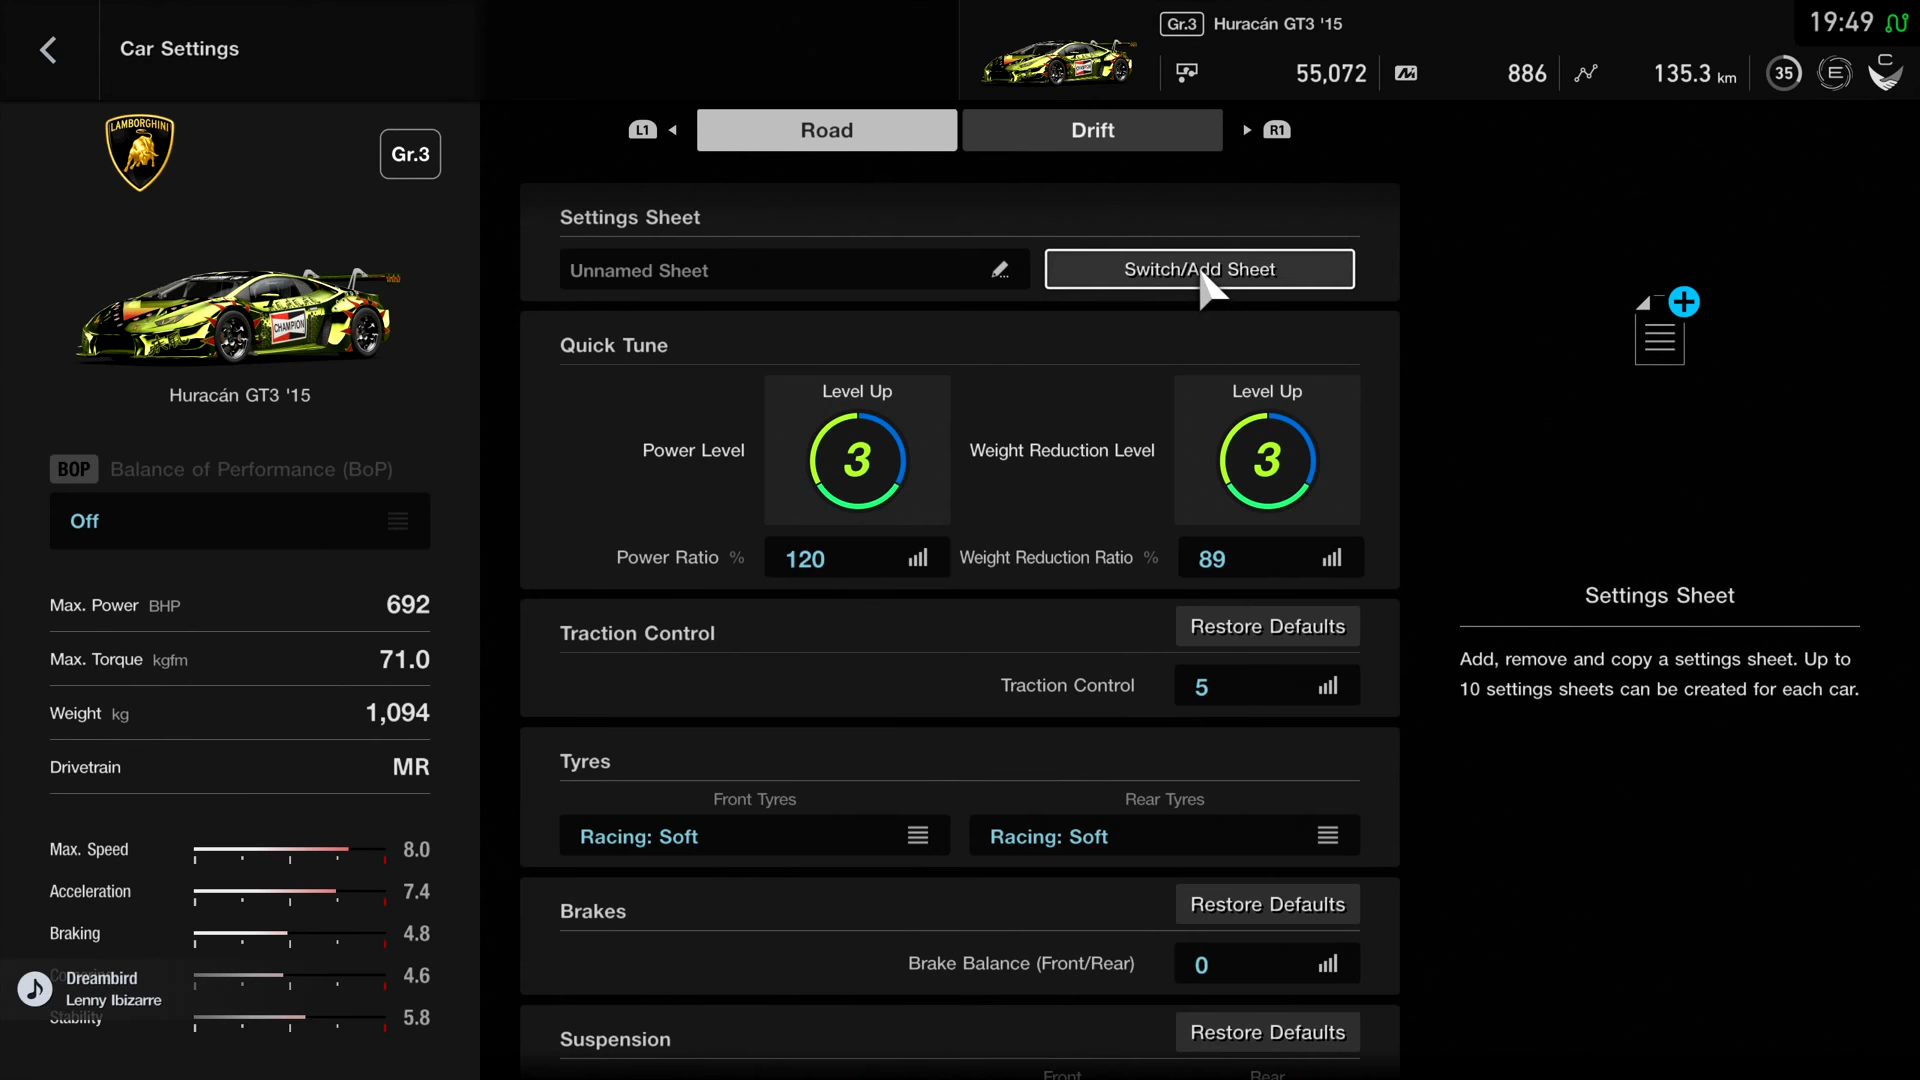 Car Settings
Gr.3 Huracán GT3 '15
19:49
55,072
886
135.3 km
35
E
C
L1
Road
Drift
R1
LAMBORGHINI
Gr.3
CHAMPION
Huracán GT3 '15
BOP Balance of Performance (BoP)
Off
Max. Power BHP 692
Max. Torque kgfm 71.0
Weight kg 1,094
Drivetrain MR
Max. Speed 8.0
Acceleration 7.4
Braking 4.8
4.6
Dreambird
Lenny Ibizarre
Stability 5.8
Settings Sheet
Unnamed Sheet
Switch/Add Sheet
Quick Tune
Power Level
Level Up
3
Weight Reduction Level
Level Up
3
Power Ratio % 120
Weight Reduction Ratio % 89
Traction Control
Restore Defaults
Traction Control 5
Tyres
Front Tyres
Rear Tyres
Racing: Soft
Racing: Soft
Brakes
Restore Defaults
Brake Balance (Front/Rear) 0
Suspension
Restore Defaults
Front
Rear
Settings Sheet
Add, remove and copy a settings sheet. Up to
10 settings sheets can be created for each car.